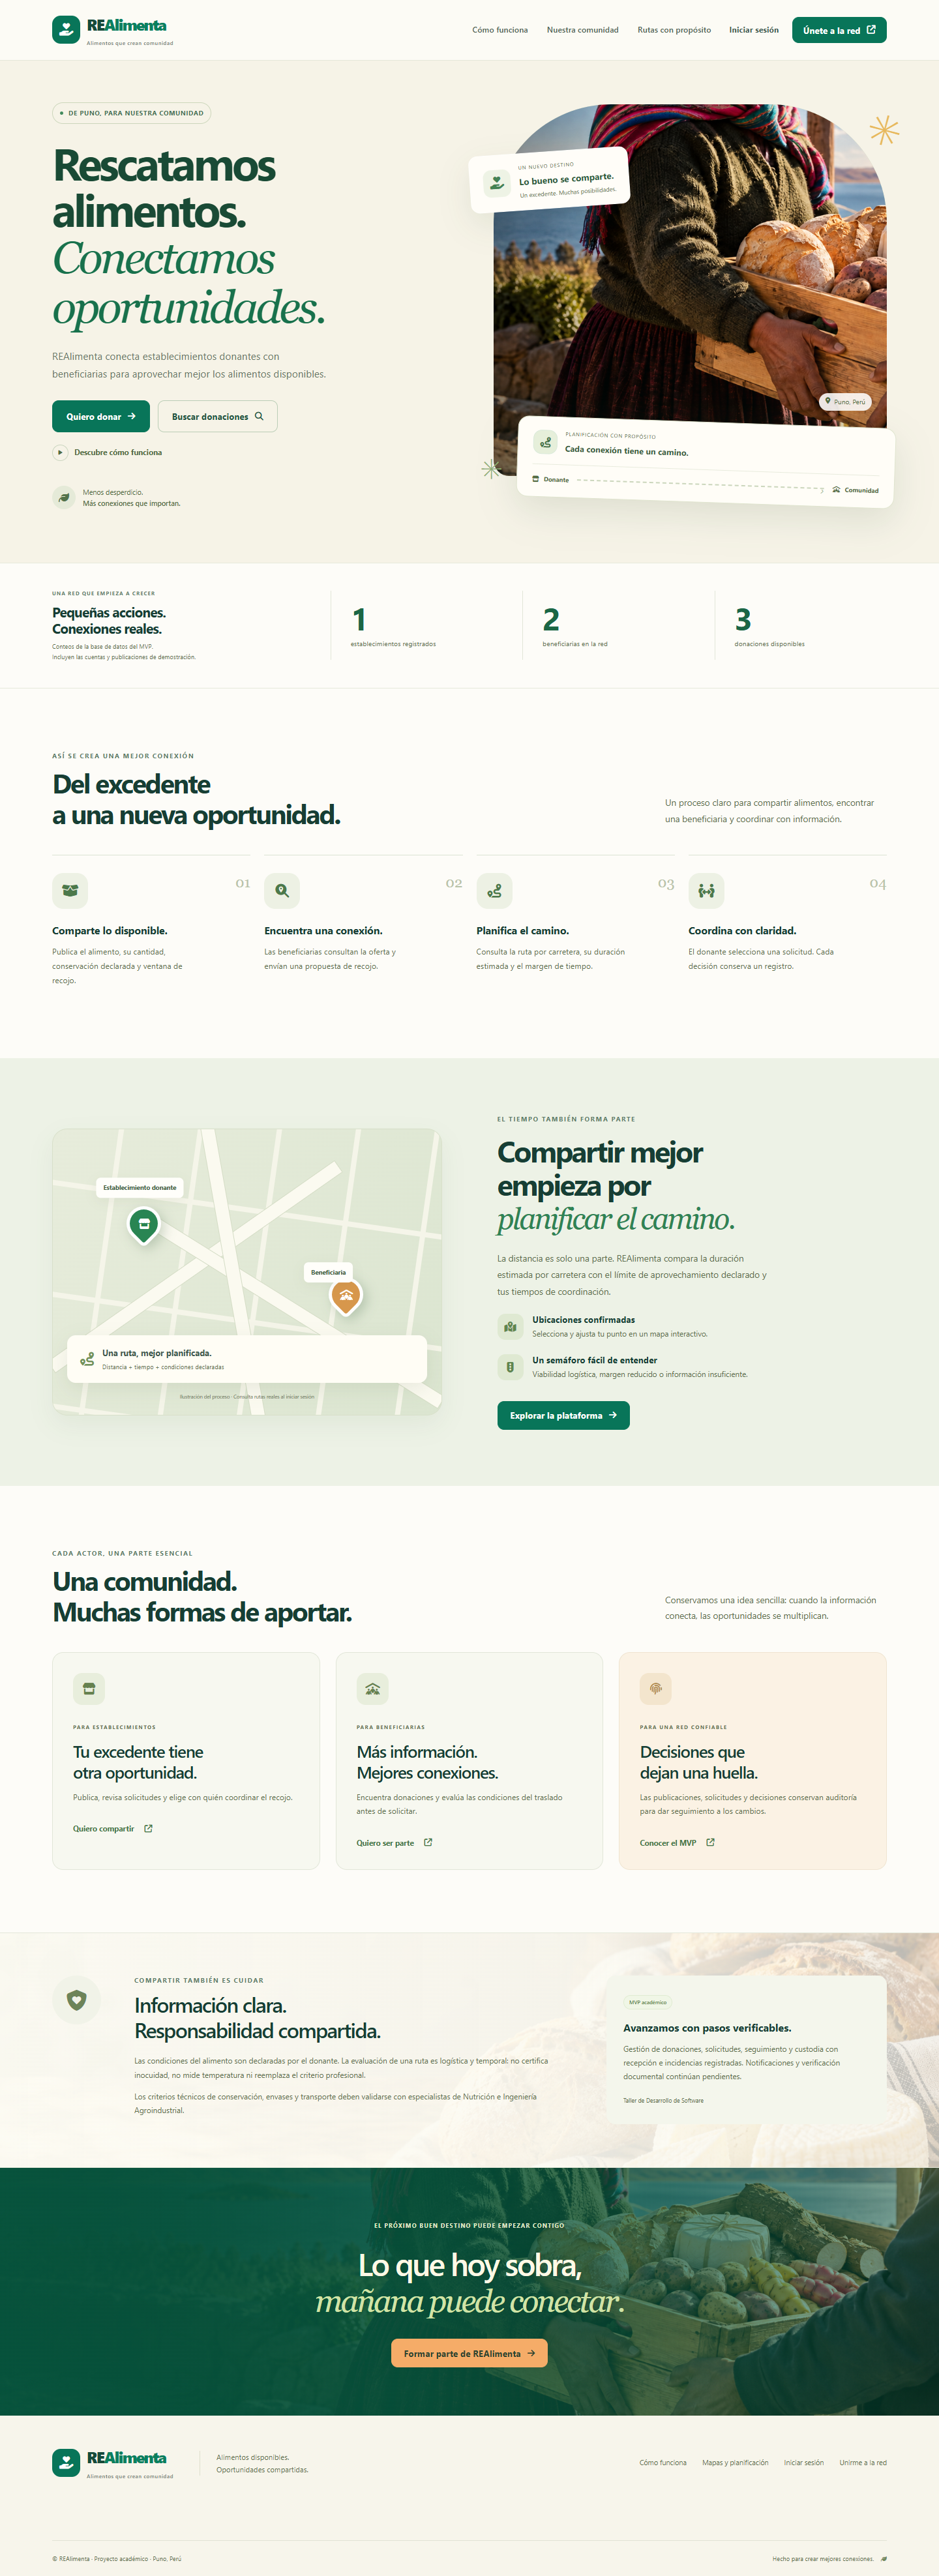 REAlimenta
Alimentos que crean comunidad
Cómo funciona
Nuestra comunidad
Rutas con propósito
Iniciar sesión
Únete a la red
DE PUNO, PARA NUESTRA COMUNIDAD
Rescatamos
alimentos.
Conectamos
oportunidades.
REAlimenta conecta establecimientos donantes con
beneficiarias para aprovechar mejor los alimentos disponibles.
Quiero donar
Buscar donaciones
Descubre cómo funciona
Menos desperdicio.
Más conexiones que importan.
UN NUEVO DESTINO
Lo bueno se comparte.
Un excedente. Muchas posibilidades.
Puno, Perú
PLANIFICACIÓN CON PROPÓSITO
Cada conexión tiene un camino.
Donante
Comunidad
UNA RED QUE EMPIEZA A CRECER
Pequeñas acciones.
Conexiones reales.
Conteos de la base de datos del MVP.
Incluyen las cuentas y publicaciones de demostración.
1
establecimientos registrados
2
beneficiarias en la red
3
donaciones disponibles
ASÍ SE CREA UNA MEJOR CONEXIÓN
Del excedente
a una nueva oportunidad.
Un proceso claro para compartir alimentos, encontrar
una beneficiaria y coordinar con información.
01
Comparte lo disponible.
Publica el alimento, su cantidad,
conservación declarada y ventana de
recojo.
02
Encuentra una conexión.
Las beneficiarias consultan la oferta y
envían una propuesta de recojo.
03
Planifica el camino.
Consulta la ruta por carretera, su duración
estimada y el margen de tiempo.
04
Coordina con claridad.
El donante selecciona una solicitud. Cada
decisión conserva un registro.
Establecimiento donante
Beneficiaria
Una ruta, mejor planificada.
Distancia + tiempo + condiciones declaradas
Ilustración del proceso · Consulta rutas reales al iniciar sesión
EL TIEMPO TAMBIÉN FORMA PARTE
Compartir mejor
empieza por
planificar el camino.
La distancia es solo una parte. REAlimenta compara la duración
estimada por carretera con el límite de aprovechamiento declarado y
tus tiempos de coordinación.
Ubicaciones confirmadas
Selecciona y ajusta tu punto en un mapa interactivo.
Un semáforo fácil de entender
Viabilidad logística, margen reducido o información insuficiente.
Explorar la plataforma
CADA ACTOR, UNA PARTE ESENCIAL
Una comunidad.
Muchas formas de aportar.
Conservamos una idea sencilla: cuando la información
conecta, las oportunidades se multiplican.
PARA ESTABLECIMIENTOS
Tu excedente tiene
otra oportunidad.
Publica, revisa solicitudes y elige con quién coordinar el recojo.
Quiero compartir
PARA BENEFICIARIAS
Más información.
Mejores conexiones.
Encuentra donaciones y evalúa las condiciones del traslado
antes de solicitar.
Quiero ser parte
PARA UNA RED CONFIABLE
Decisiones que
dejan una huella.
Las publicaciones, solicitudes y decisiones conservan auditoría
para dar seguimiento a los cambios.
Conocer el MVP
COMPARTIR TAMBIÉN ES CUIDAR
Información clara.
Responsabilidad compartida.
Las condiciones del alimento son declaradas por el donante. La evaluación de una ruta es logística y temporal: no certifica
inocuidad, no mide temperatura ni reemplaza el criterio profesional.
Los criterios técnicos de conservación, envases y transporte deben validarse con especialistas de Nutrición e Ingeniería
Agroindustrial.
MVP académico
Avanzamos con pasos verificables.
Gestión de donaciones, solicitudes, seguimiento y custodia con
recepción e incidencias registradas. Notificaciones y verificación
documental continúan pendientes.
Taller de Desarrollo de Software
EL PRÓXIMO BUEN DESTINO PUEDE EMPEZAR CONTIGO
Lo que hoy sobra,
mañana puede conectar.
Formar parte de REAlimenta
REAlimenta
Alimentos que crean comunidad
Alimentos disponibles.
Oportunidades compartidas.
Cómo funciona
Mapas y planificación
Iniciar sesión
Unirme a la red
© REAlimenta · Proyecto académico · Puno, Perú
Hecho para crear mejores conexiones.